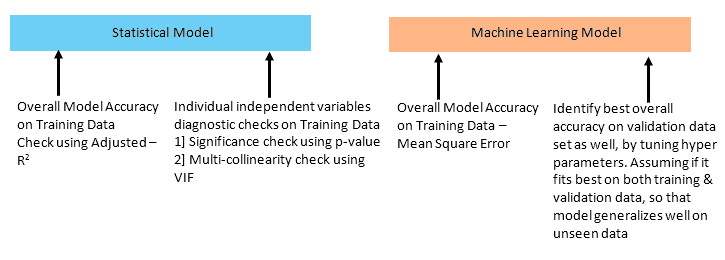 Statistical Model
Machine Learning Model
Overall Model Accuracy
on Training Data
Check using Adjusted –
R²
Individual independent variables
diagnostic checks on Training Data
1] Significance check using p-value
2] Multi-collinearity check using
VIF
Overall Model Accuracy
on Training Data –
Mean Square Error
Identify best overall
accuracy on validation data
set as well, by tuning hyper
parameters. Assuming if it
fits best on both training &
validation data, so that
model generalizes well on
unseen data